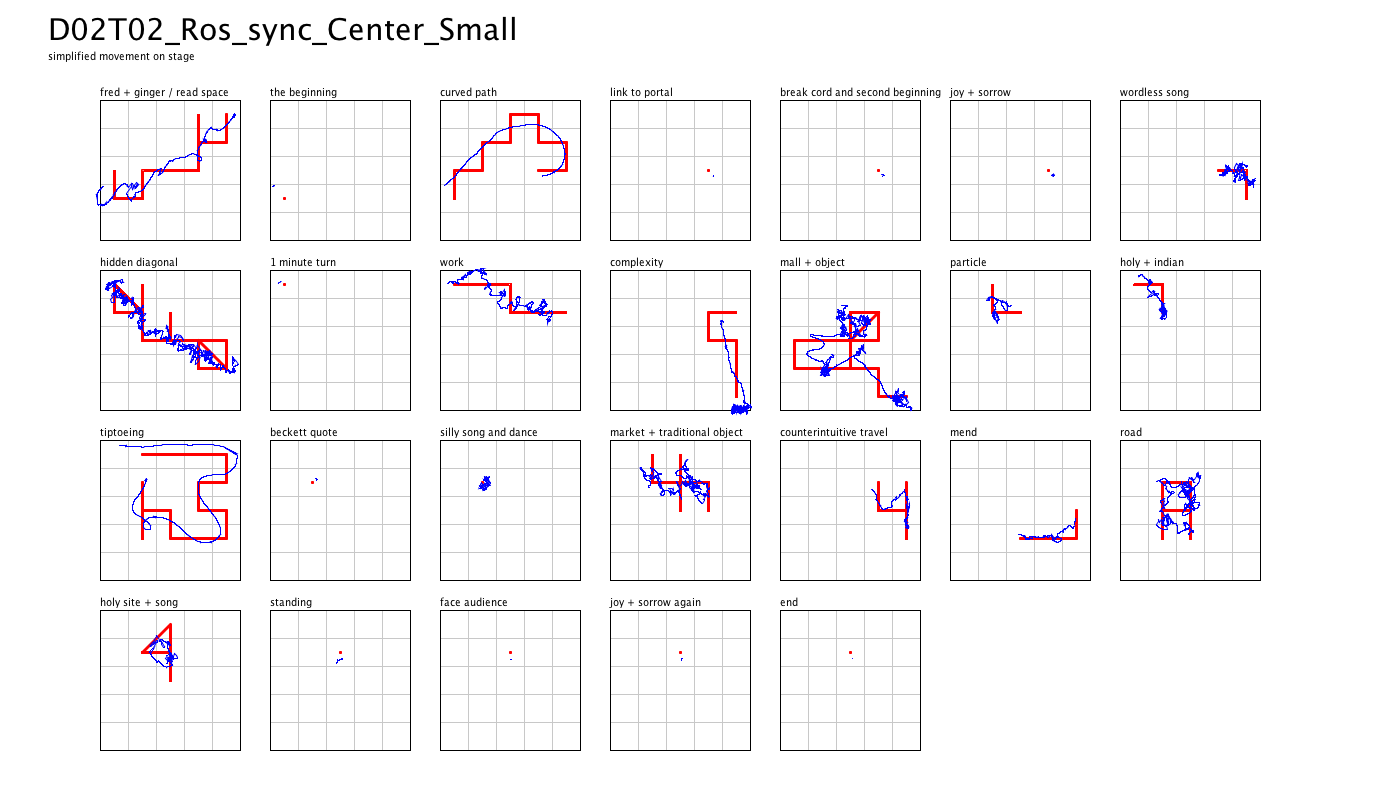 D02T02_Ros_sync_Center_Small
simplified movement on stage
fred + ginger / read space
the beginning
curved path
link to portal
break cord and second beginning
joy + sorrow
wordless song
hidden diagonal
1 minute turn
work
complexity
mall + object
particle
holy + indian
tiptoeing
beckett quote
silly song and dance
market + traditional object
counterintuitive travel
mend
road
holy site + song
standing
face audience
joy + sorrow again
end